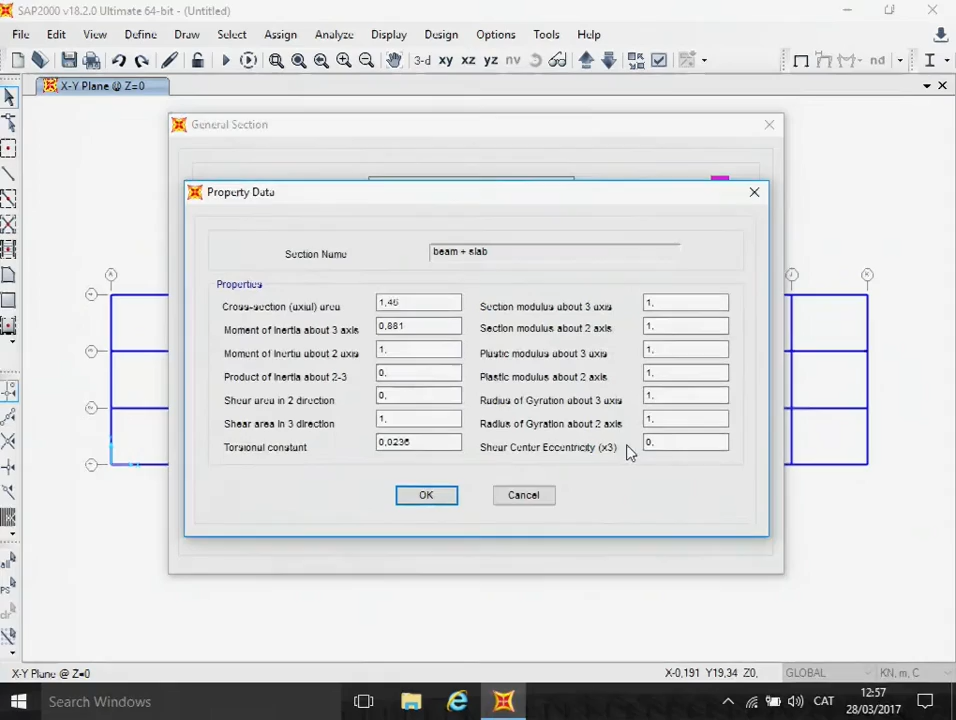 SAP2000 v18.2.0 Ultimate 64-bit - (Untitled)
File Edit View Define Draw Select Assign Analyze Display Design Options Tools Help
3-d xy xz yz nv nd
X-Y Plane @ Z=0
General Section
Property Data
Section Name beam + slab
Properties
Cross-section (axial) area 1,46 Section modulus about 3 axis 1,
Moment of Inertia about 3 axis 0,881 Section modulus about 2 axis 1,
Moment of Inertia about 2 axis 1, Plastic modulus about 3 axis 1,
Product of Inertia about 2-3 0, Plastic modulus about 2 axis 1,
Shear area in 2 direction 0, Radius of Gyration about 3 axis 1,
Shear area in 3 direction 1, Radius of Gyration about 2 axis 1,
Torsional constant 0,0236 Shear Center Eccentricity (x3) 0,
OK Cancel
all
PS
clr
X-Y Plane @ Z=0 X-0,191 Y19,34 Z0, GLOBAL KN, m, C
Search Windows CAT 12:57
28/03/2017